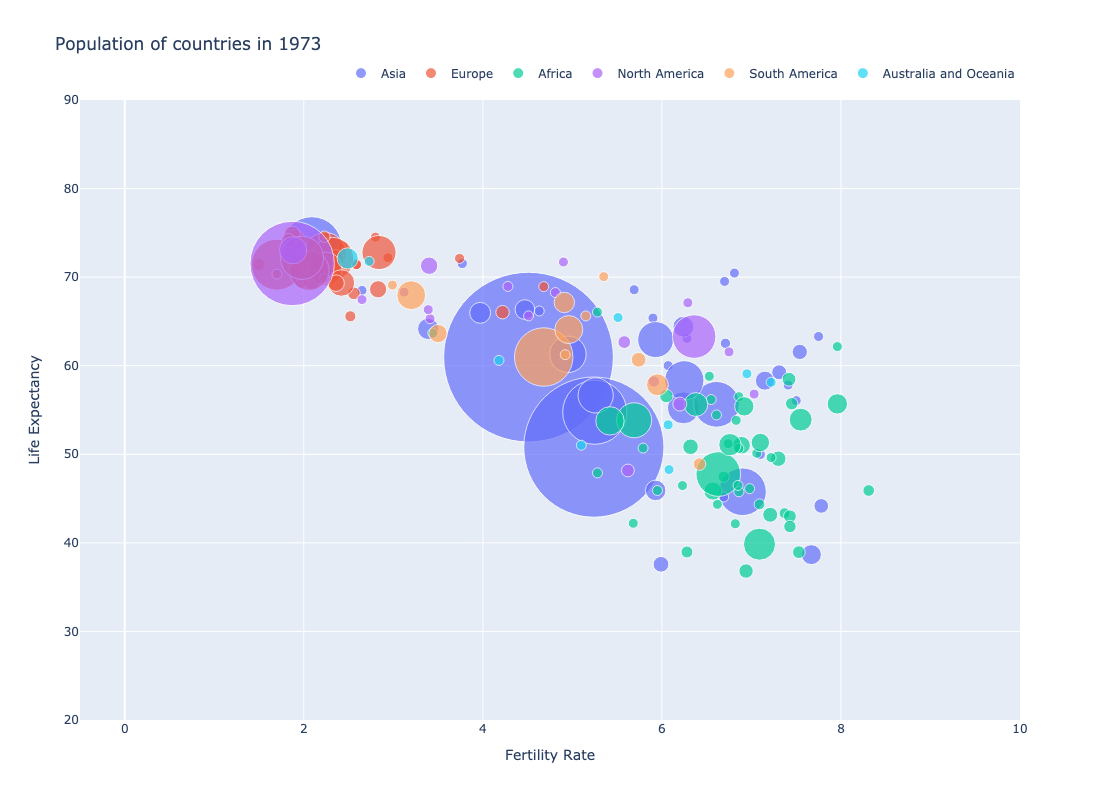 Population of countries in 1973
Asia Europe Africa North America South America Australia and Oceania
90
80
70
60
50
40
30
20
Life Expectancy
0 2 4 6 8 10
Fertility Rate